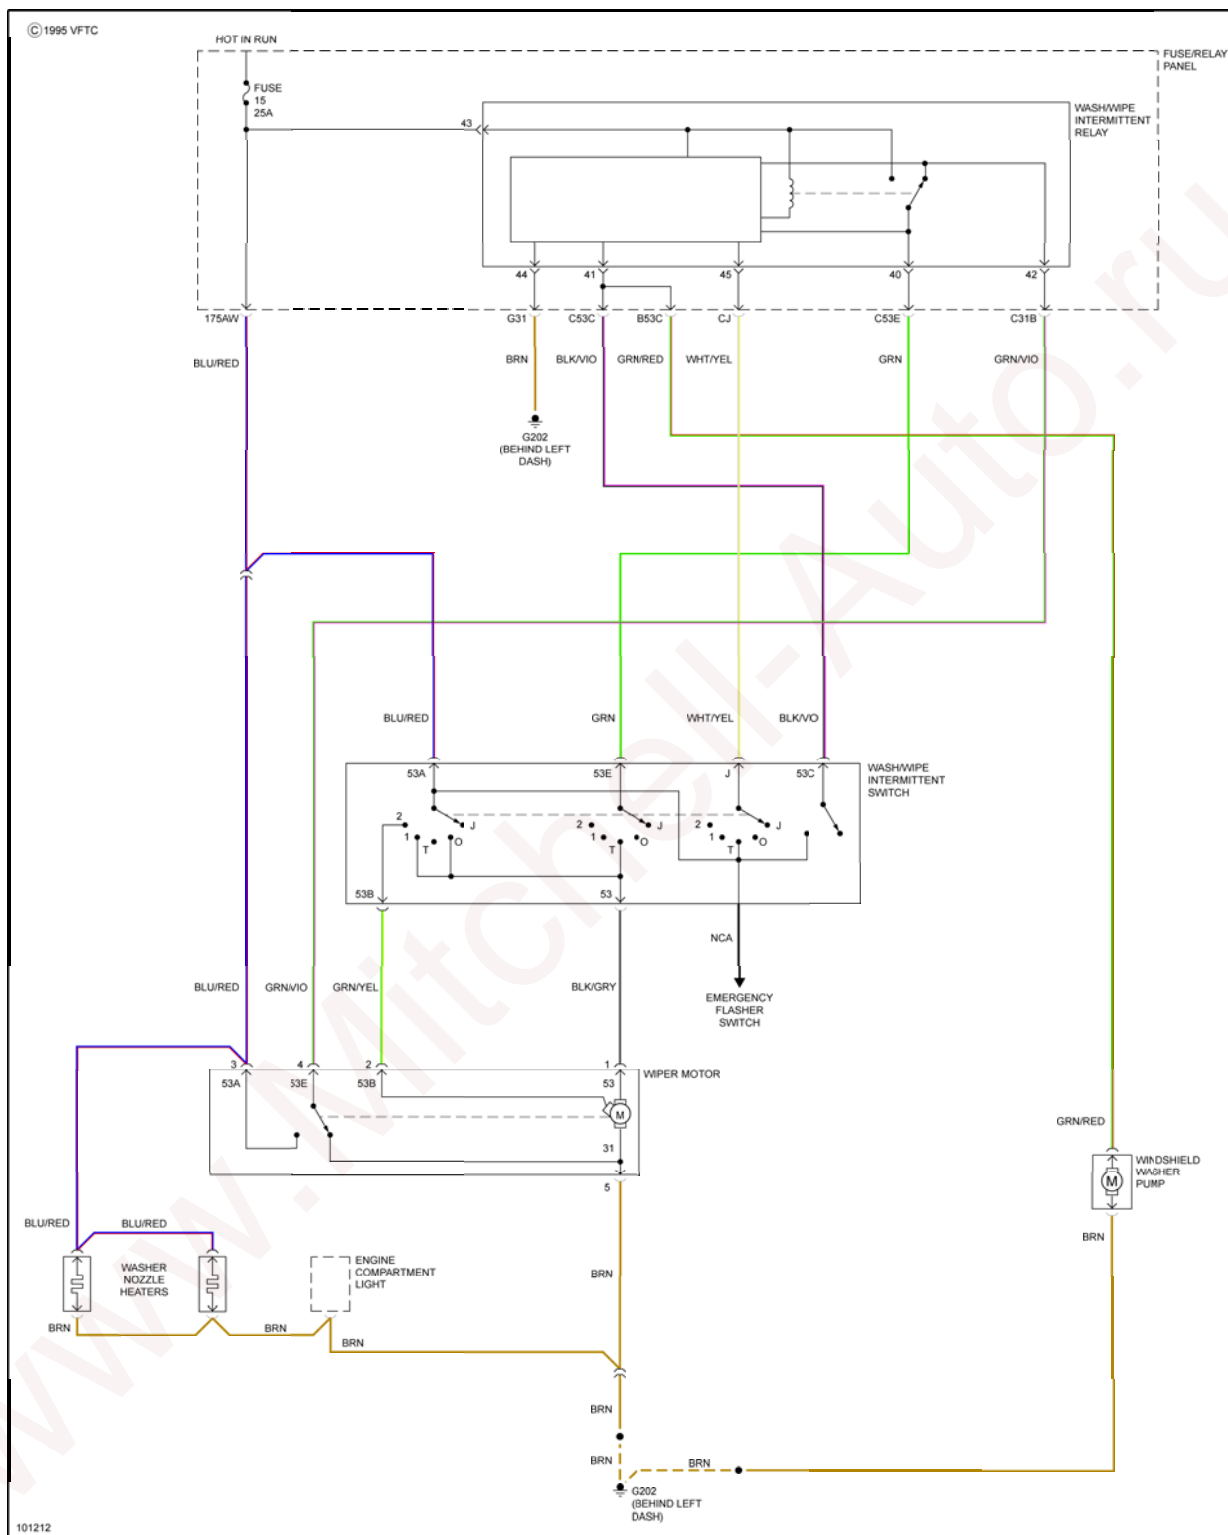 © 1995 VFTC
HOT IN RUN
FUSE/RELAY
PANEL
FUSE
15
25A
43
WASH/WIPE
INTERMITTENT
RELAY
44
41
45
40
42
175AW
G31
C53C
B53C
CJ
C53E
C31B
BLU/RED
BRN
BLK/VIO
GRN/RED
WHT/YEL
GRN
GRN/VIO
G202
(BEHIND LEFT
DASH)
BLU/RED
GRN
WHT/YEL
BLK/VO
53A
53E
J
53C
WASH/WIPE
INTERMITTENT
SWITCH
2
1
T
O
J
2
1
T
O
J
2
1
T
O
J
53B
53
NCA
BLU/RED
GRN/VIO
GRN/YEL
BLK/GRY
EMERGENCY
FLASHER
SWITCH
3
4
2
1
53A
53E
53B
53
WIPER MOTOR
M
31
5
GRN/RED
WINDSHIELD
WASHER
PUMP
M
BRN
BLU/RED
BLU/RED
WASHER
NOZZLE
HEATERS
ENGINE
COMPARTMENT
LIGHT
BRN
BRN
BRN
BRN
BRN
BRN
BRN
G202
(BEHIND LEFT
DASH)
101212
www.Mitchell-Auto.ru